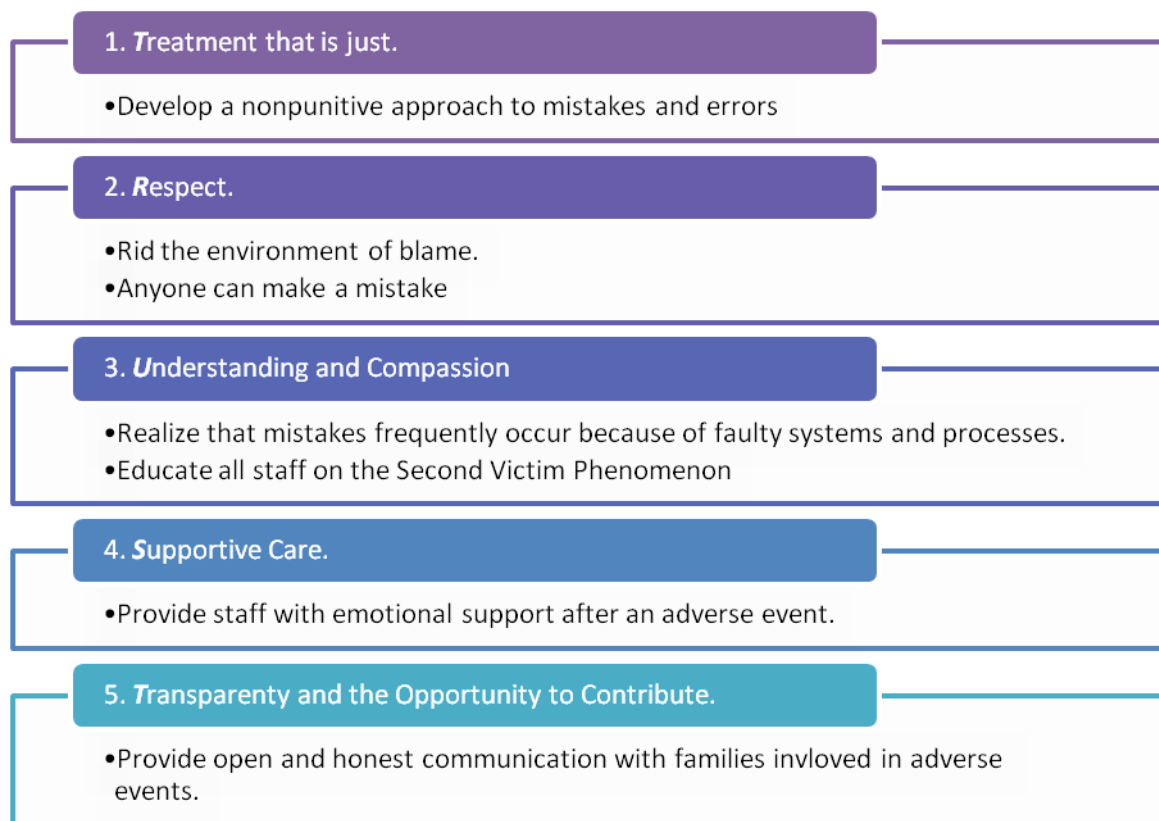 1. Treatment that is just.
•Develop a nonpunitive approach to mistakes and errors
2. Respect.
•Rid the environment of blame.
•Anyone can make a mistake
3. Understanding and Compassion
•Realize that mistakes frequently occur because of faulty systems and processes.
•Educate all staff on the Second Victim Phenomenon
4. Supportive Care.
•Provide staff with emotional support after an adverse event.
5. Transparenty and the Opportunity to Contribute.
•Provide open and honest communication with families invloved in adverse
events.